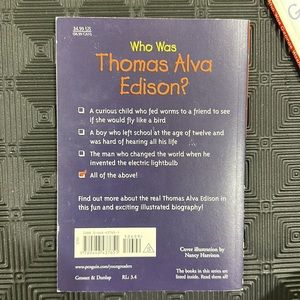 $4.99 US
($6.99 CAN)
Who Was
Thomas Alva
Edison?
A curious child who fed worms to a friend to see
if she would fly like a bird
A boy who left school at the age of twelve and
was hard of hearing all his life
The man who changed the world when he
invented the electric lightbulb
All of the above!
Find out more about the real Thomas Alva Edison in
this fun and exciting illustrated biography!
Cover illustration by
Nancy Harrison
www.penguin.com/youngreaders
Grosset & Dunlap
RL: 3.4
The books in this series are
listed inside. Read them all!
G